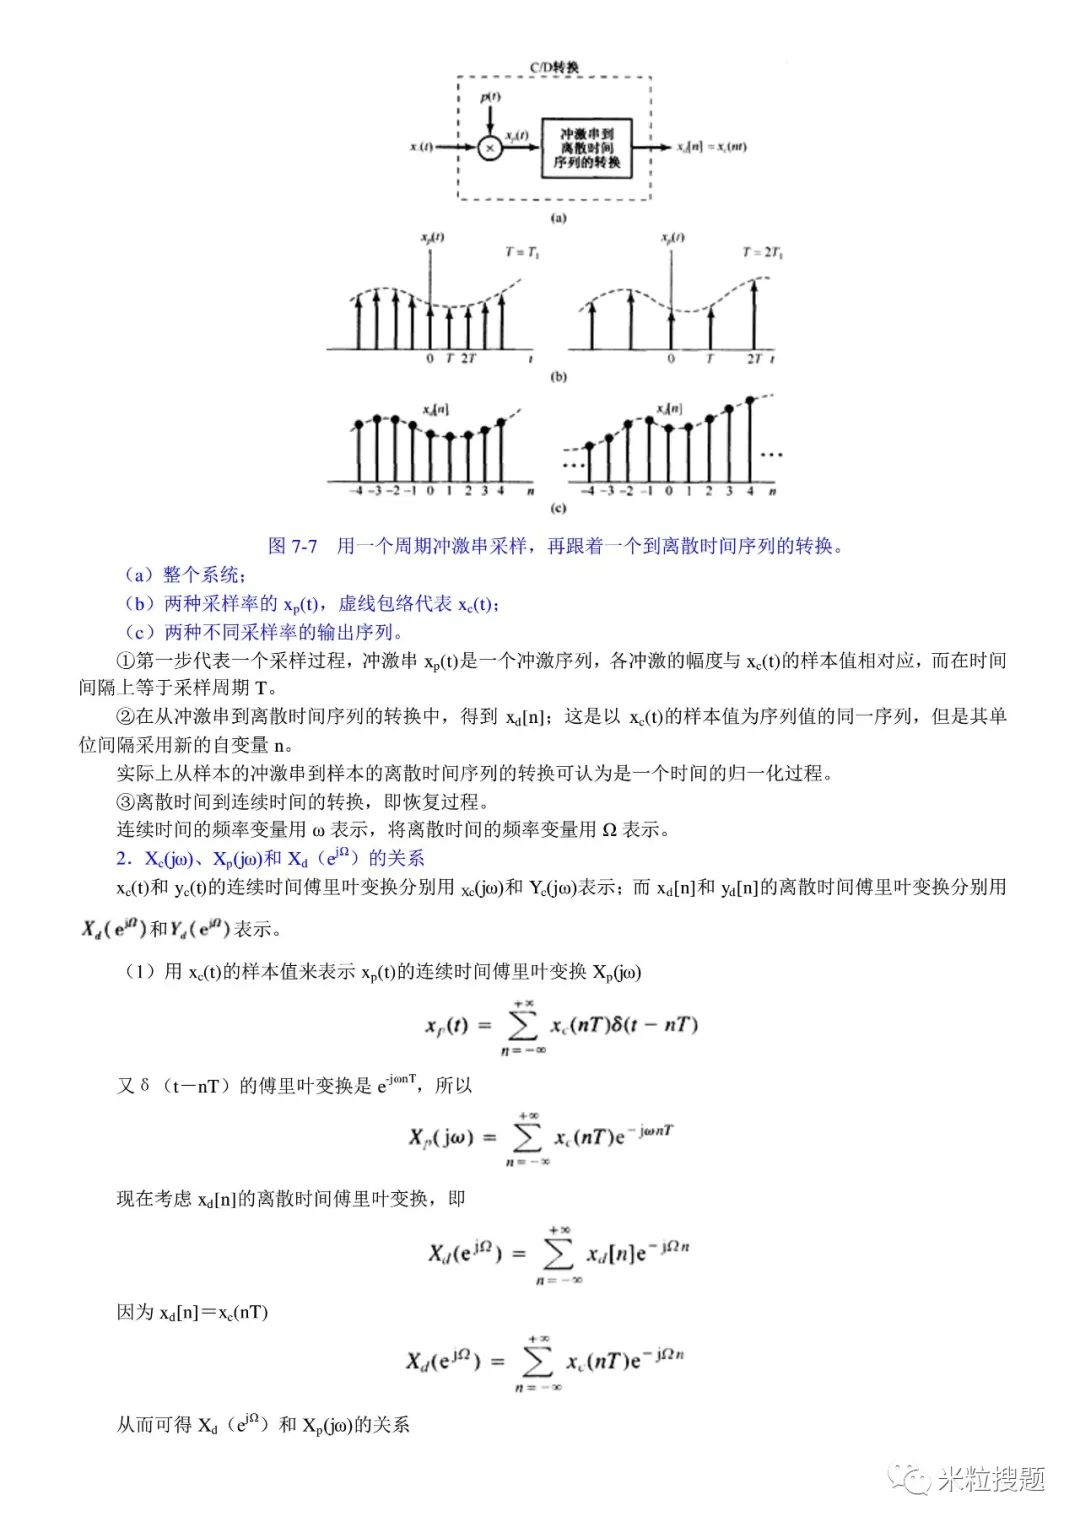 C/D转换
p(t)
x_c(t)
x_p(t)
冲激串到
离散时间
序列的转换
x_d[n] = x_c(nt)
(a)
x_p(t)
T = T₁
0 T 2T t
x_p(t)
T = 2T₁
0 T 2T t
(b)
x_d[n]
-4 -3 -2 -1 0 1 2 3 4 n
x_d[n]
... ...
-4 -3 -2 -1 0 1 2 3 4 n
(c)
图 7-7 用一个周期冲激串采样，再跟着一个到离散时间序列的转换。
（a）整个系统；
（b）两种采样率的 x_p(t)，虚线包络代表 x_c(t)；
（c）两种不同采样率的输出序列。
①第一步代表一个采样过程，冲激串 x_p(t)是一个冲激序列，各冲激的幅度与 x_c(t)的样本值相对应，而在时间
间隔上等于采样周期 T。
②在从冲激串到离散时间序列的转换中，得到 x_d[n]；这是以 x_c(t)的样本值为序列值的同一序列，但是其单
位间隔采用新的自变量 n。
实际上从样本的冲激串到样本的离散时间序列的转换可认为是一个时间的归一化过程。
③离散时间到连续时间的转换，即恢复过程。
连续时间的频率变量用 ω 表示，将离散时间的频率变量用 Ω 表示。
2．X_c(jω)、X_p(jω)和 X_d（e^{jΩ}）的关系
x_c(t)和 y_c(t)的连续时间傅里叶变换分别用 x_c(jω)和 Y_c(jω)表示；而 x_d[n]和 y_d[n]的离散时间傅里叶变换分别用
X_d(e^{jΩ})和Y_d(e^{jΩ})表示。
（1）用 x_c(t)的样本值来表示 x_p(t)的连续时间傅里叶变换 X_p(jω)
x_p(t) = ∑_{n=-∞}^{+∞} x_c(nT)δ(t − nT)
又 δ（t－nT）的傅里叶变换是 e^{-jωnT}，所以
X_p(jω) = ∑_{n=-∞}^{+∞} x_c(nT)e^{-jωnT}
现在考虑 x_d[n]的离散时间傅里叶变换，即
X_d(e^{jΩ}) = ∑_{n=-∞}^{+∞} x_d[n]e^{-jΩn}
因为 x_d[n]＝x_c(nT)
X_d(e^{jΩ}) = ∑_{n=-∞}^{+∞} x_c(nT)e^{-jΩn}
从而可得 X_d（e^{jΩ}）和 X_p(jω)的关系
米粒搜题